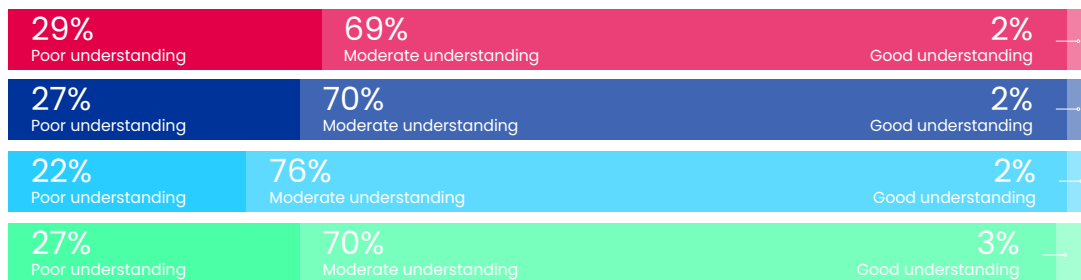 29% 69% 2%
Poor understanding Moderate understanding Good understanding
27% 70% 2%
Poor understanding Moderate understanding Good understanding
22% 76% 2%
Poor understanding Moderate understanding Good understanding
27% 70% 3%
Poor understanding Moderate understanding Good understanding